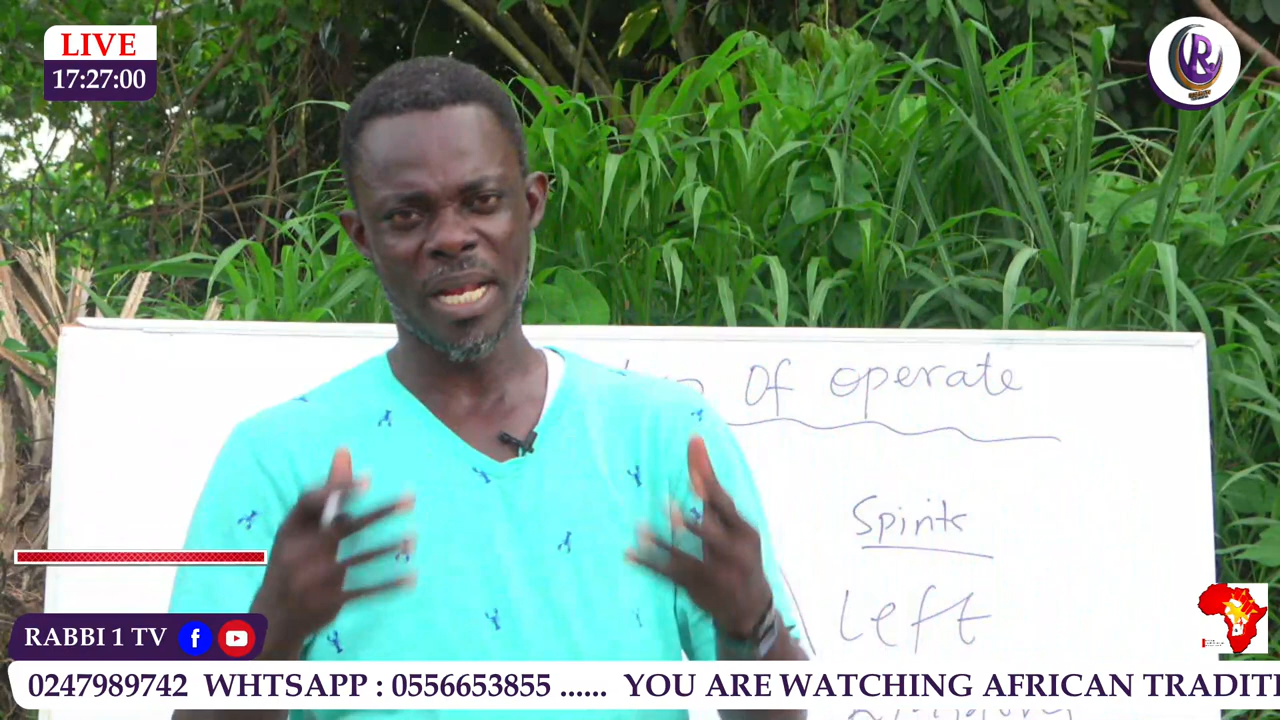 LIVE
17:27:00
R
Of operate
Spirits
Left
RABBI 1 TV
0247989742 WHTSAPP : 0556653855 ...... YOU ARE WATCHING AFRICAN TRADITI